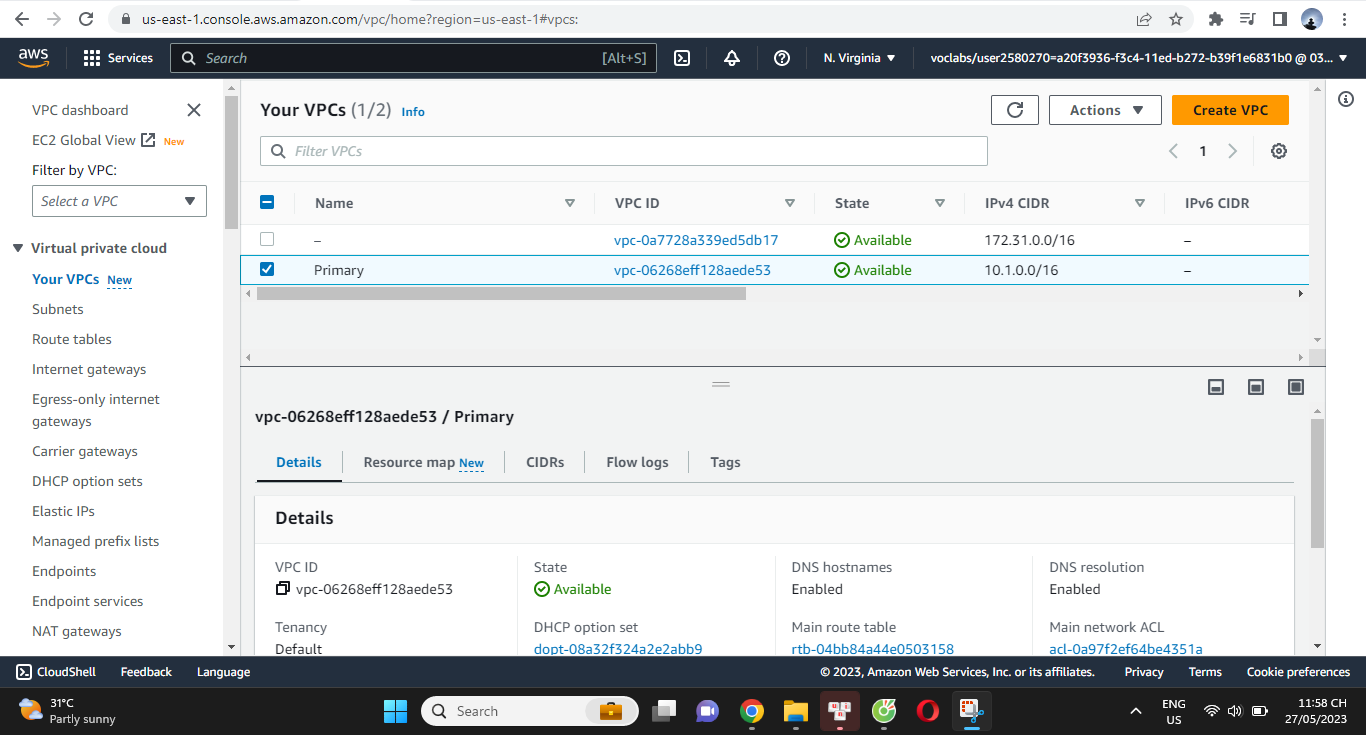 us-east-1.console.aws.amazon.com/vpc/home?region=us-east-1#vpcs:
aws
Services
Search
[Alt+S]
N. Virginia
voclabs/user2580270=a20f3936-f3c4-11ed-b272-b39f1e6831b0 @ 03...
VPC dashboard
EC2 Global View New
Filter by VPC:
Select a VPC
Virtual private cloud
Your VPCs New
Subnets
Route tables
Internet gateways
Egress-only internet
gateways
Carrier gateways
DHCP option sets
Elastic IPs
Managed prefix lists
Endpoints
Endpoint services
NAT gateways
Your VPCs (1/2) Info
Actions
Create VPC
Filter VPCs
1
Name VPC ID State IPv4 CIDR IPv6 CIDR
– vpc-0a7728a339ed5db17 Available 172.31.0.0/16 –
Primary vpc-06268eff128aede53 Available 10.1.0.0/16 –
vpc-06268eff128aede53 / Primary
Details Resource map New CIDRs Flow logs Tags
Details
VPC ID State DNS hostnames DNS resolution
vpc-06268eff128aede53 Available Enabled Enabled
Tenancy DHCP option set Main route table Main network ACL
Default dopt-08a32f324a2e2abb9 rtb-04bb84a44e0503158 acl-0a97f2ef64be4351a
CloudShell Feedback Language © 2023, Amazon Web Services, Inc. or its affiliates. Privacy Terms Cookie preferences
31°C
Partly sunny
Search
ENG
US
11:58 CH
27/05/2023